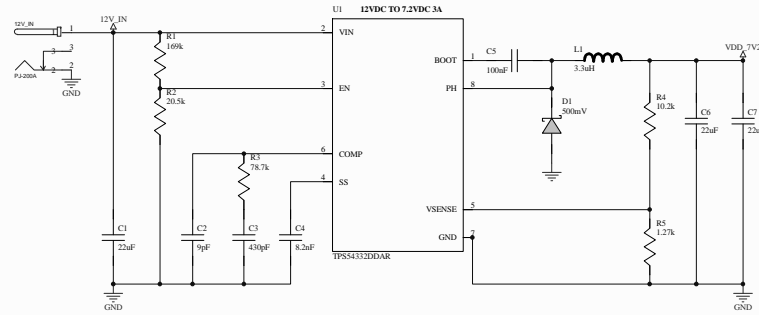 U1 12VDC TO 7.2VDC 3A
12V_IN
12V_IN
VDD_7V2
1
3
3
2
2
PJ-200A
GND
R1
169k
R2
20.5k
2
VIN
3
EN
6
COMP
4
SS
BOOT
1
PH
8
VSENSE
5
GND
7
TPS54332DDAR
C5
100nF
L1
3.3uH
D1
500mV
R4
10.2k
C6
22uF
C7
R5
1.27k
R3
78.7k
C1
22uF
C2
9pF
C3
430pF
C4
8.2nF
GND
GND